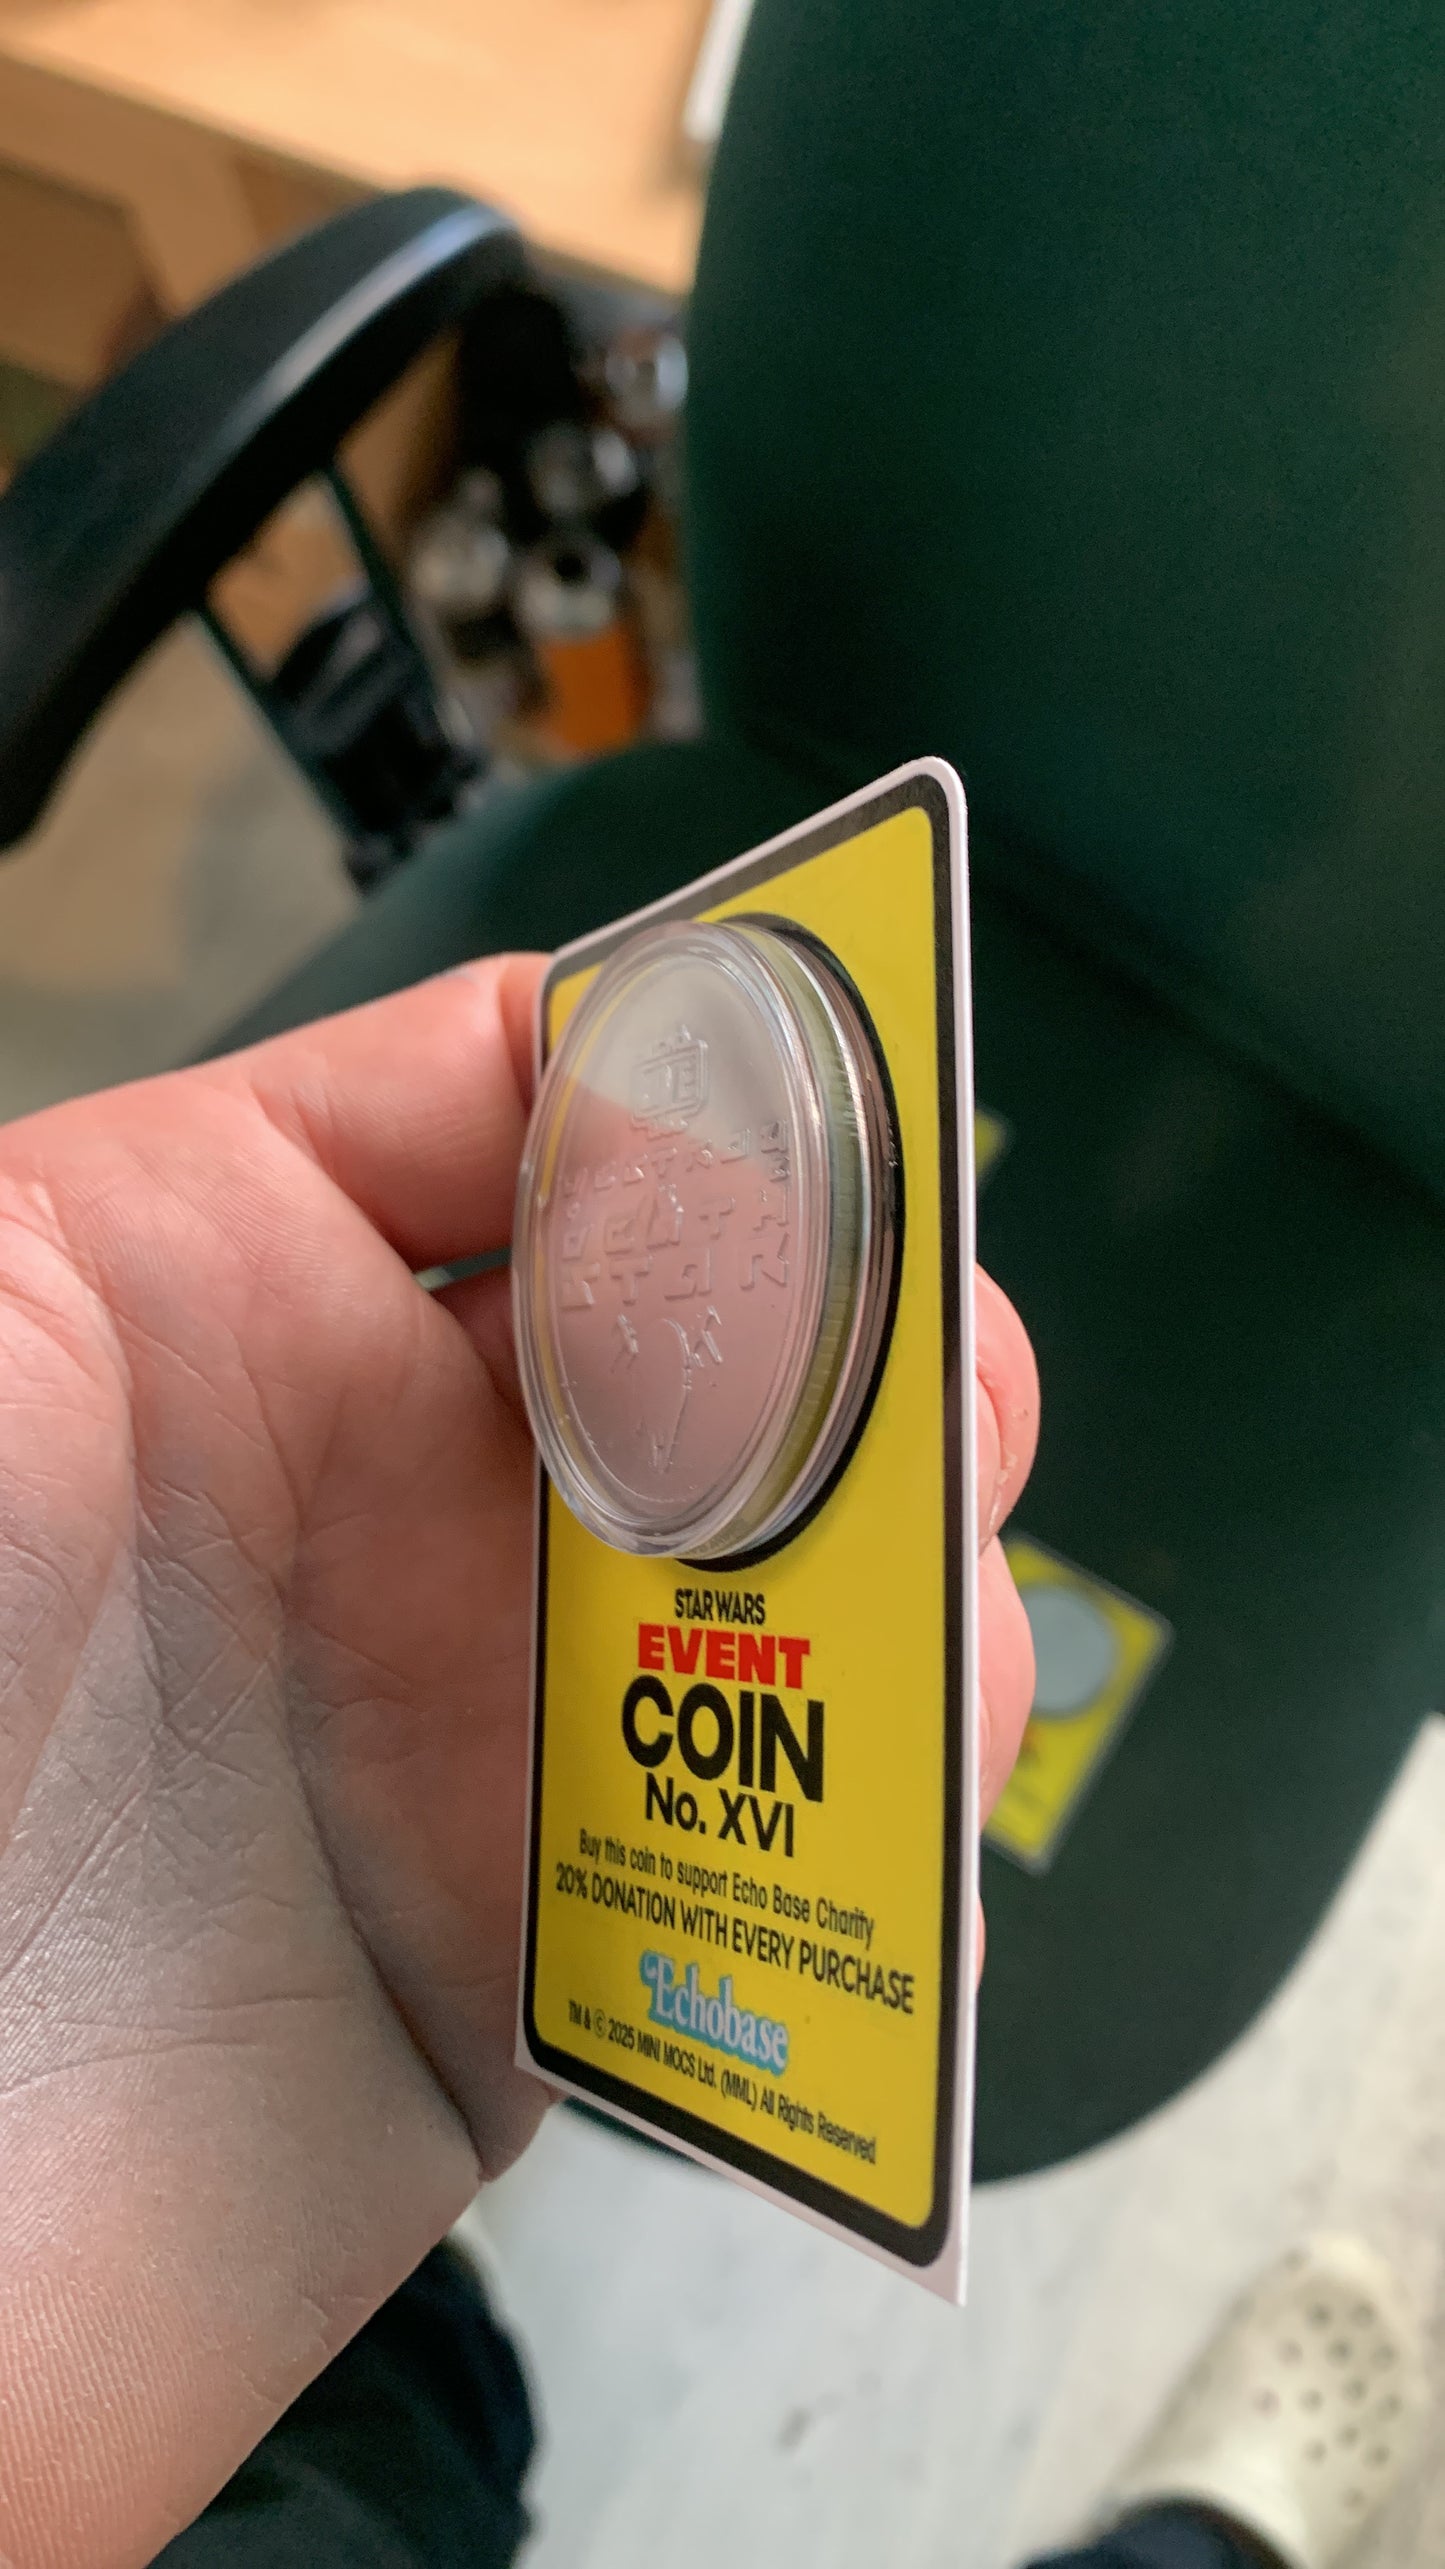 STAR WARS
EVENT
COIN
No. XVI
Buy this coin to support Echo Base Charity
20% DONATION WITH EVERY PURCHASE
Echobase
TM & © 2025 MINI MOCS Ltd. (MML) All Rights Reserved